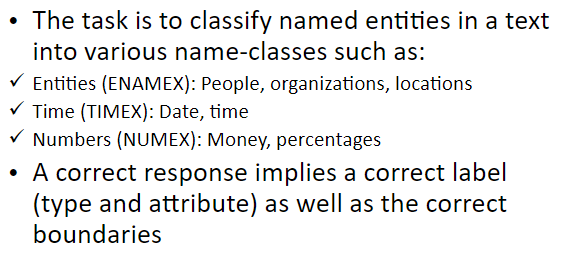 • The task is to classify named entities in a text
into various name-classes such as:
✓ Entities (ENAMEX): People, organizations, locations
✓ Time (TIMEX): Date, time
✓ Numbers (NUMEX): Money, percentages
• A correct response implies a correct label
(type and attribute) as well as the correct
boundaries